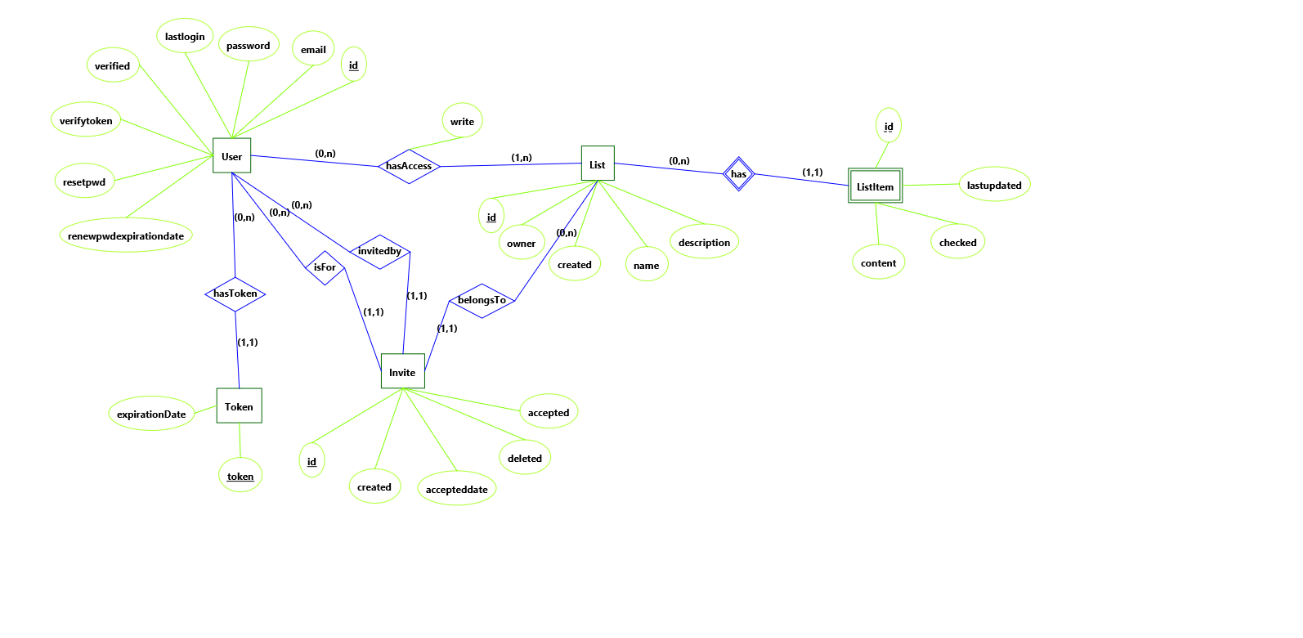 lastlogin
password
email
id
verified
verifytoken
resetpwd
renewpwdexpirationdate
User
(0,n)
hasAccess
write
(1,n)
List
(0,n)
has
(1,1)
ListItem
id
lastupdated
checked
content
id
owner
created
name
description
(0,n)
(0,n)
(0,n)
(0,n)
invitedby
isFor
hasToken
belongsTo
(1,1)
(1,1)
(1,1)
(1,1)
Invite
Token
expirationDate
token
id
created
accepteddate
deleted
accepted